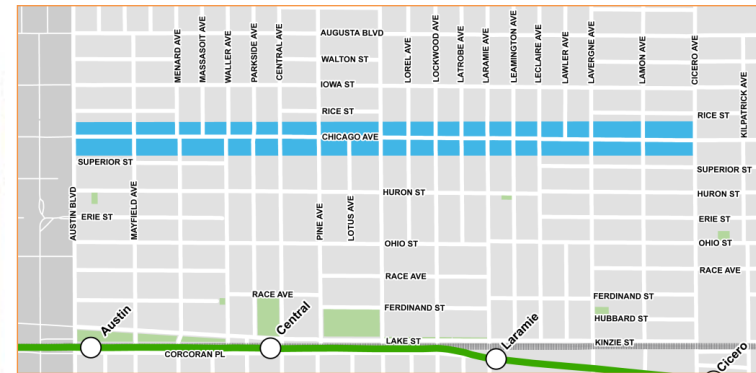 MENARD AVE
MASSASOIT AVE
WALLER AVE
PARKSIDE AVE
CENTRAL AVE
AUGUSTA BLVD
WALTON ST
IOWA ST
RICE ST
CHICAGO AVE
LOREL AVE
LOCKWOOD AVE
LATROBE AVE
LARAMIE AVE
LEAMINGTON AVE
LECLAIRE AVE
LAWLER AVE
LAVERGNE AVE
LAMON AVE
CICERO AVE
KILPATRICK AVE
RICE ST
SUPERIOR ST
SUPERIOR ST
AUSTIN BLVD
MAYFIELD AVE
ERIE ST
PINE AVE
LOTUS AVE
HURON ST
HURON ST
ERIE ST
OHIO ST
OHIO ST
RACE AVE
RACE AVE
RACE AVE
FERDINAND ST
FERDINAND ST
HUBBARD ST
LAKE ST
KINZIE ST
CORCORAN PL
Austin
Central
Laramie
Cicero